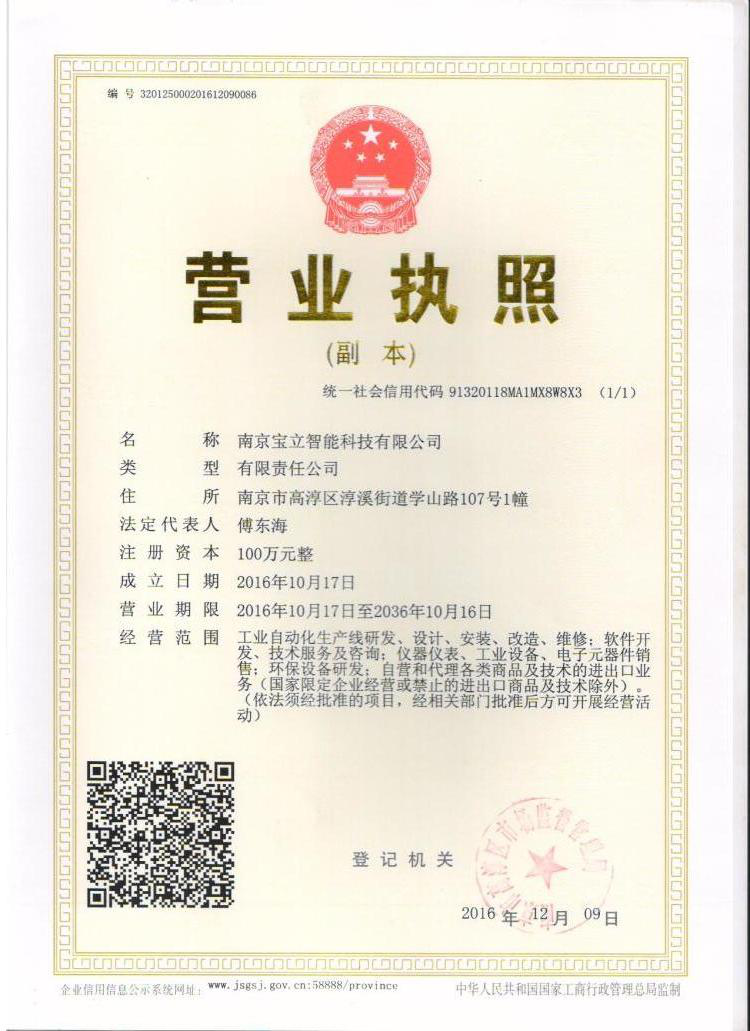 编 号 320125000201612090086
营业执照
(副 本)
统一社会信用代码 91320118MA1MX8W8X3 (1/1)
名 称 南京宝立智能科技有限公司
类 型 有限责任公司
住 所 南京市高淳区淳溪街道学山路107号1幢
法定代表人 傅东海
注册资本 100万元整
成立日期 2016年10月17日
营业期限 2016年10月17日至2036年10月16日
经营范围 工业自动化生产线研发、设计、安装、改造、维修；软件开
发、技术服务及咨询；仪器仪表、工业设备、电子元器件销
售；环保设备研发；自营和代理各类商品及技术的进出口业
务（国家限定企业经营或禁止的进出口商品及技术除外）。
（依法须经批准的项目，经相关部门批准后方可开展经营活
动）
登记机关
市场监督管理局
2016 年 12 月 09 日
企业信用信息公示系统网址： www.jsgsj.gov.cn:58888/province
中华人民共和国国家工商行政管理总局监制